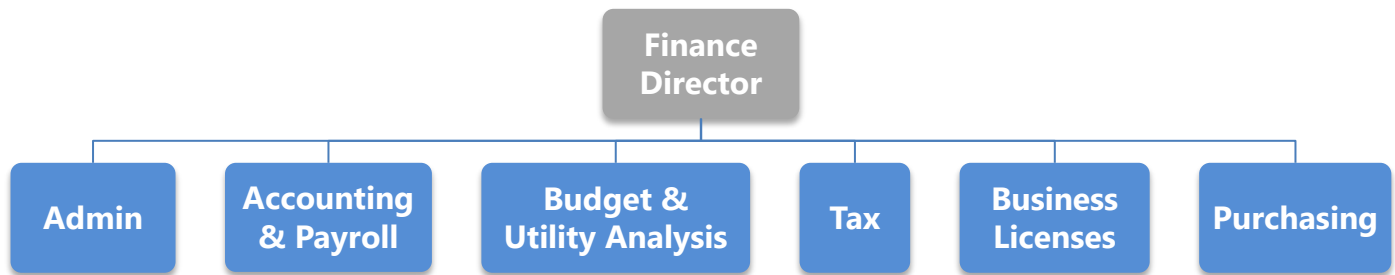 Finance
Director
Admin
Accounting
& Payroll
Budget &
Utility Analysis
Tax
Business
Licenses
Purchasing